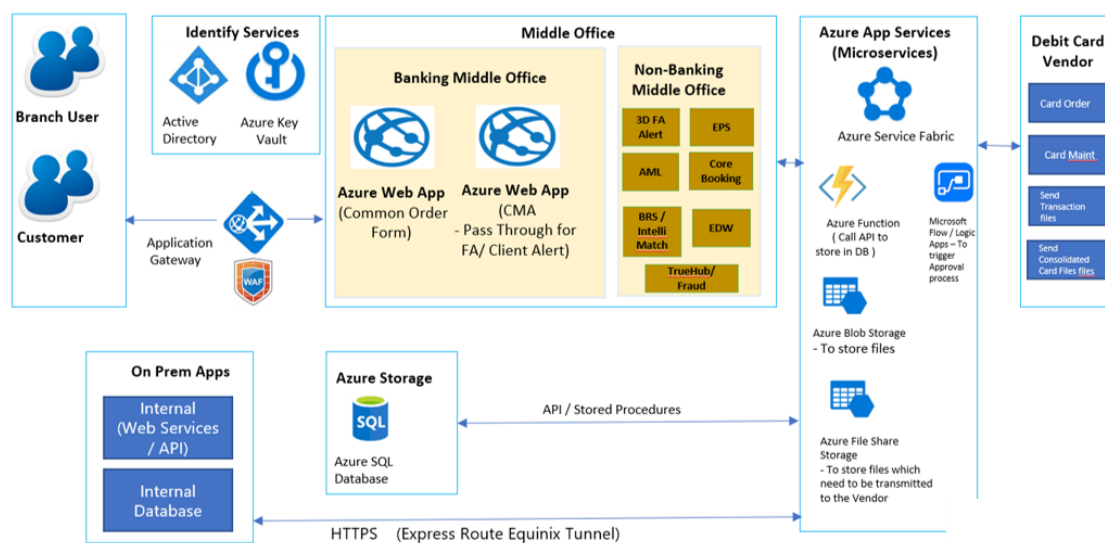 Branch User
Customer
Identify Services
Active
Directory
Azure Key
Vault
Application
Gateway
WAF
Middle Office
Banking Middle Office
Azure Web App
(Common Order
Form)
Azure Web App
(CMA
- Pass Through for
FA/ Client Alert)
Non-Banking
Middle Office
3D FA
Alert
EPS
AML
Core
Booking
BRS /
Intelli
Match
EDW
TrueHub/
Fraud
Azure App Services
(Microservices)
Azure Service Fabric
Azure Function
( Call API to
store in DB )
Microsoft
Flow / Logic
Apps – To
trigger
Approval
process
Azure Blob Storage
- To store files
Azure File Share
Storage
- To store files which
need to be transmitted
to the Vendor
Debit Card
Vendor
Card Order
Card Maint
Send
Transaction
files
Send
Consolidated
Card Files files
On Prem Apps
Internal
(Web Services
/ API)
Internal
Database
Azure Storage
SQL
Azure SQL
Database
API / Stored Procedures
HTTPS (Express Route Equinix Tunnel)